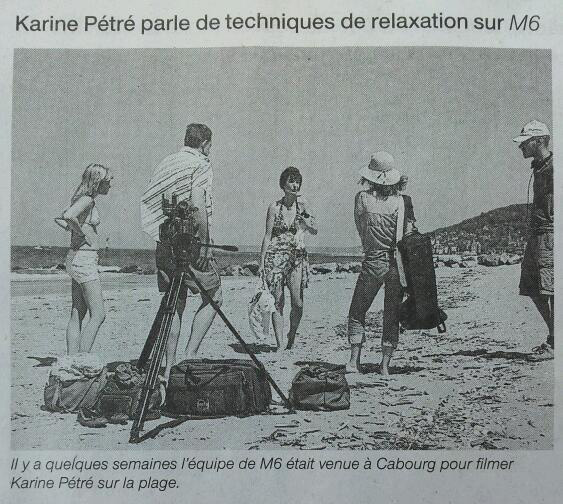 Karine Pétré parle de techniques de relaxation sur M6
Il y a quelques semaines l'équipe de M6 était venue à Cabourg pour filmer
Karine Pétré sur la plage.